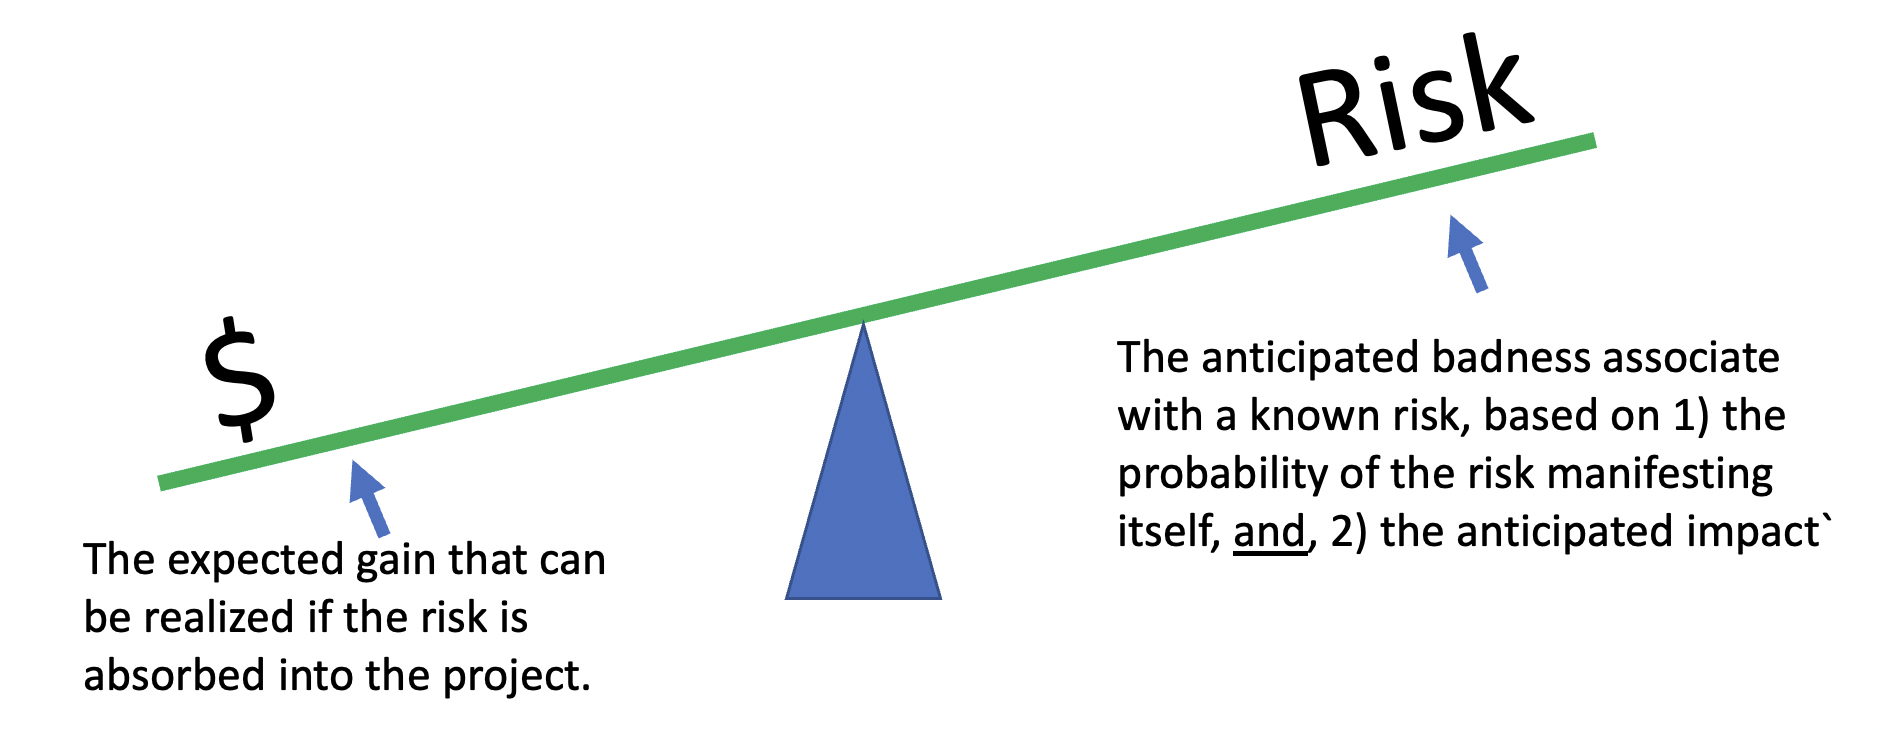 Risk
$
The anticipated badness associate
with a known risk, based on 1) the
probability of the risk manifesting
itself, and, 2) the anticipated impact`
The expected gain that can
be realized if the risk is
absorbed into the project.